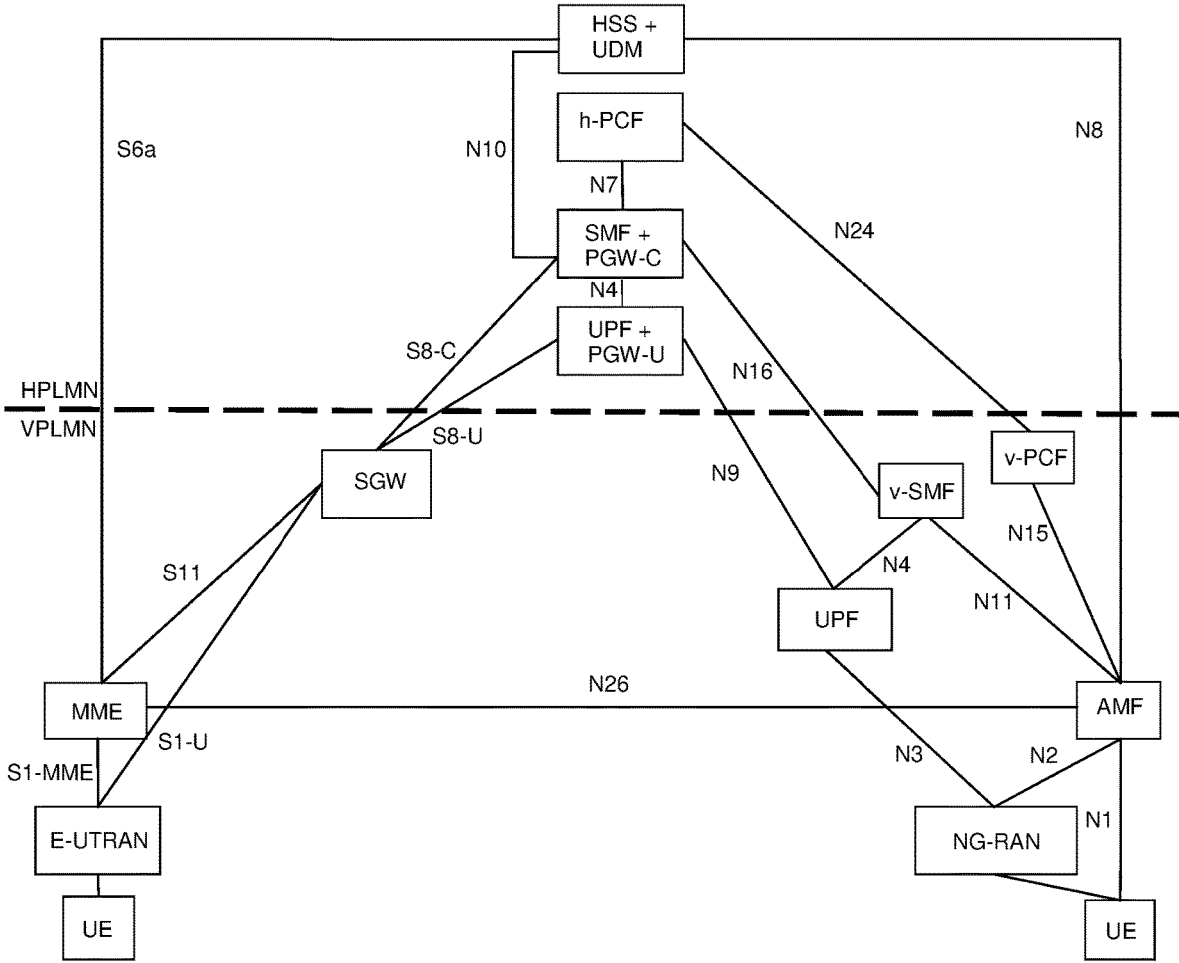 HSS +
UDM
h-PCF
S6a
N10
N8
N7
SMF +
PGW-C
N24
N4
UPF +
PGW-U
S8-C
N16
HPLMN
VPLMN
S8-U
v-PCF
SGW
N9
v-SMF
N15
S11
N4
N11
UPF
N26
MME
AMF
S1-U
S1-MME
N3
N2
E-UTRAN
NG-RAN
N1
UE
UE